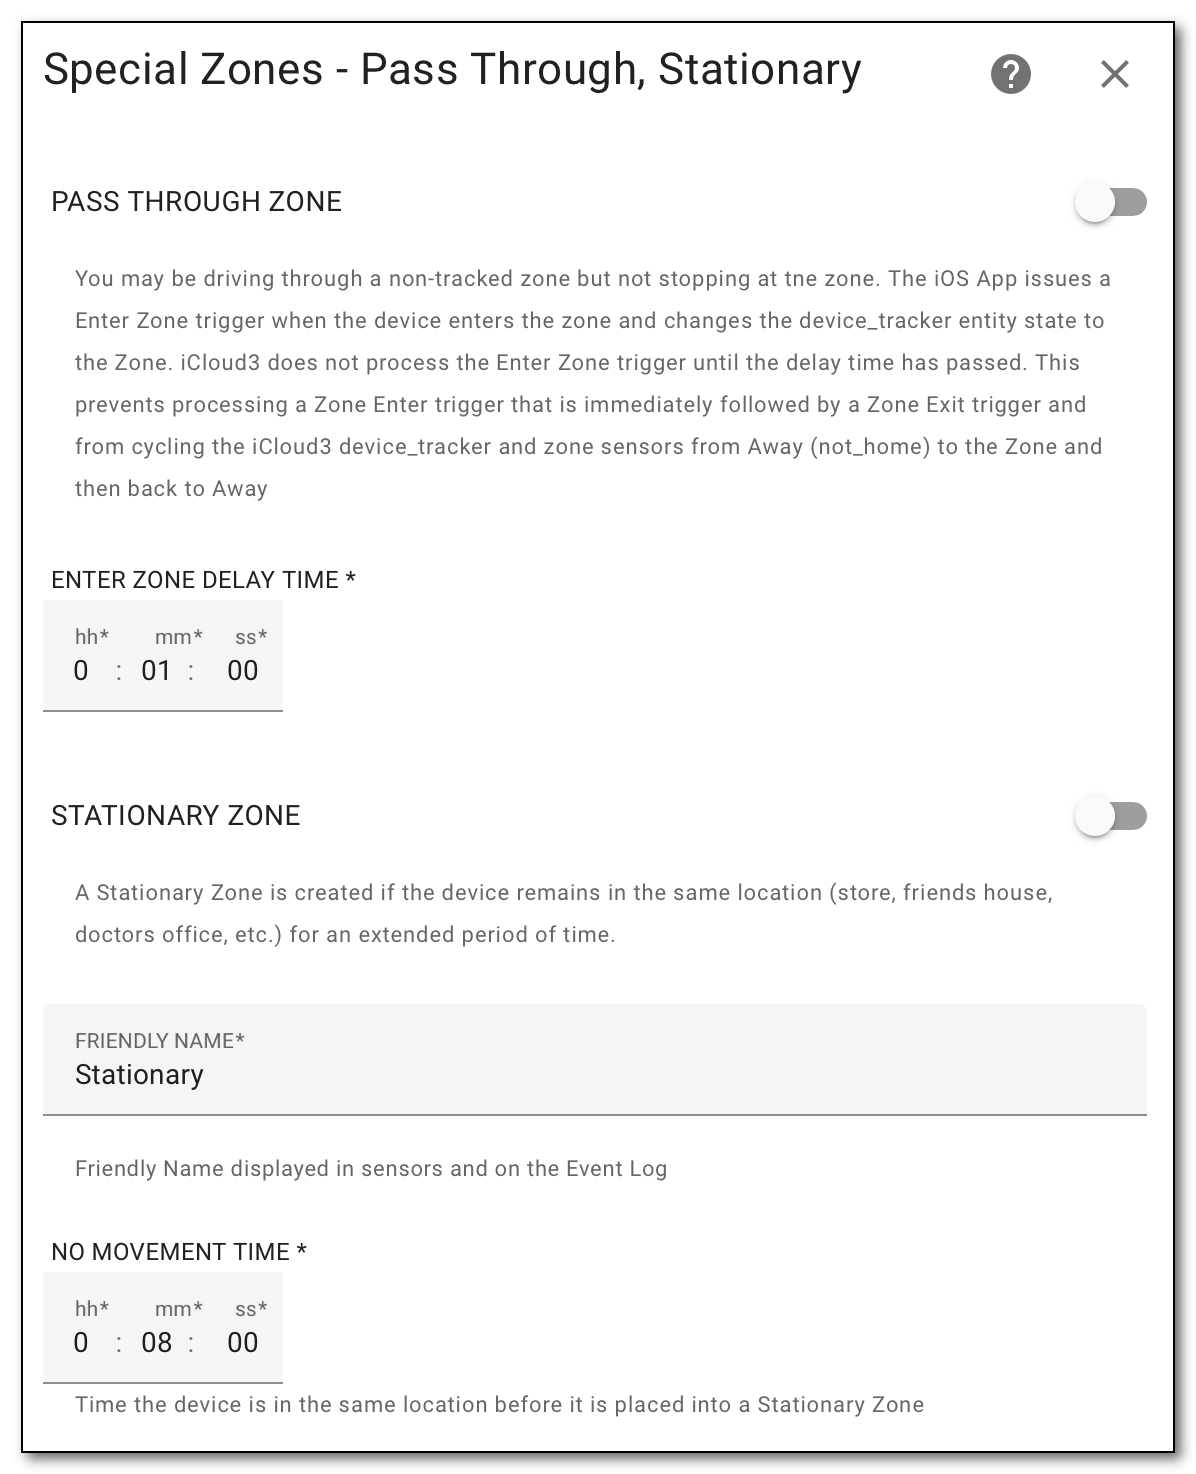 Special Zones - Pass Through, Stationary
PASS THROUGH ZONE
You may be driving through a non-tracked zone but not stopping at tne zone. The iOS App issues a
Enter Zone trigger when the device enters the zone and changes the device_tracker entity state to
the Zone. iCloud3 does not process the Enter Zone trigger until the delay time has passed. This
prevents processing a Zone Enter trigger that is immediately followed by a Zone Exit trigger and
from cycling the iCloud3 device_tracker and zone sensors from Away (not_home) to the Zone and
then back to Away
ENTER ZONE DELAY TIME *
hh* mm* ss*
0 : 01 : 00
STATIONARY ZONE
A Stationary Zone is created if the device remains in the same location (store, friends house,
doctors office, etc.) for an extended period of time.
FRIENDLY NAME*
Stationary
Friendly Name displayed in sensors and on the Event Log
NO MOVEMENT TIME *
hh* mm* ss*
0 : 08 : 00
Time the device is in the same location before it is placed into a Stationary Zone